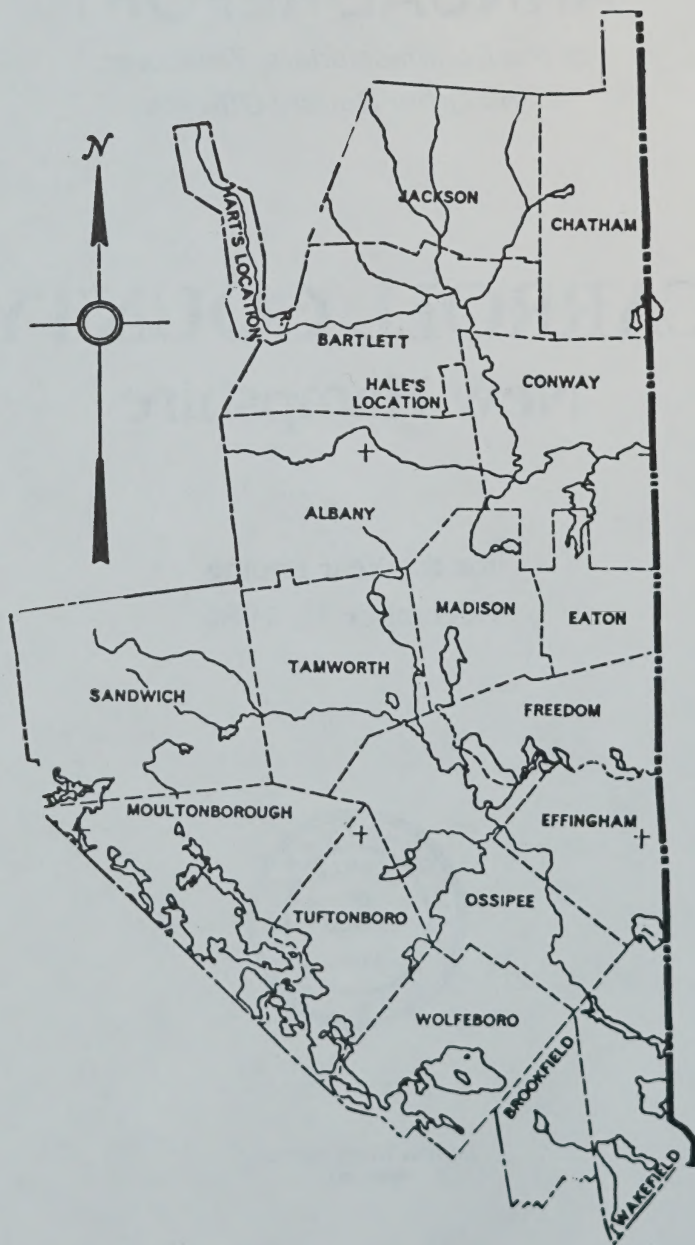 N
HART'S LOCATION
JACKSON
CHATHAM
BARTLETT
HALE'S
LOCATION
CONWAY
ALBANY
MADISON
EATON
TAMWORTH
SANDWICH
FREEDOM
MOULTONBOROUGH
EFFINGHAM
OSSIPEE
TUFTONBORO
WOLFEBORO
BROOKFIELD
WAKEFIELD